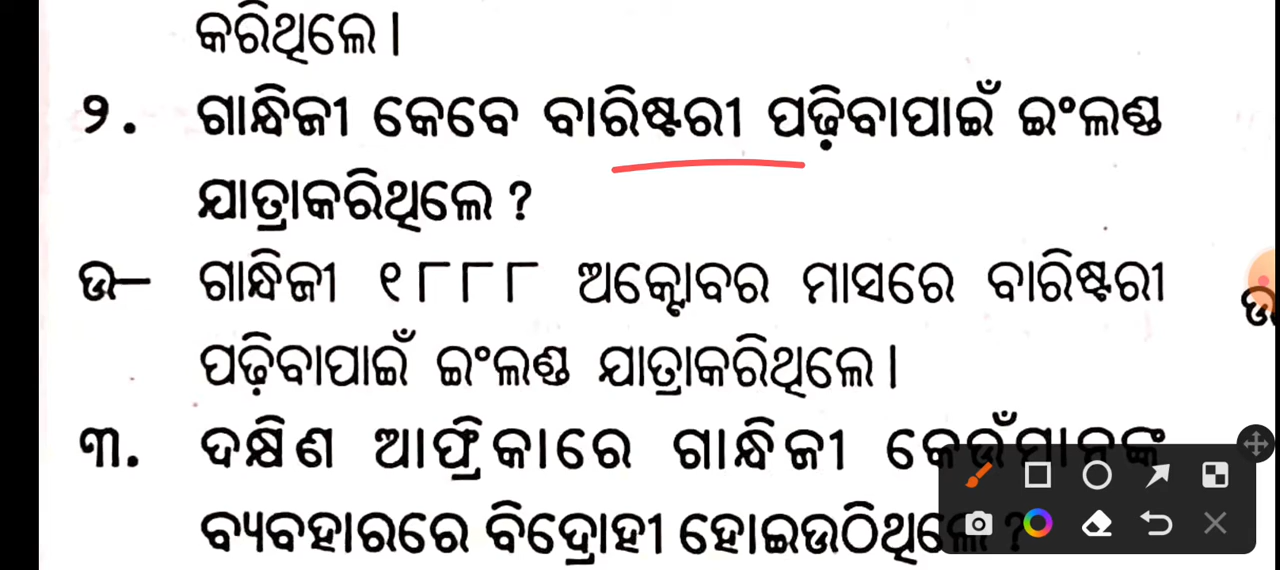 କରିଥିଲେ।
୨. ଗାନ୍ଧିଜୀ କେବେ ବାରିଷ୍ଟରୀ ପଢ଼ିବାପାଇଁ ଇଂଲଣ୍ଡ
ଯାତ୍ରାକରିଥିଲେ ?
ଉ– ଗାନ୍ଧିଜୀ ୧୮୮୮ ଅକ୍ଟୋବର ମାସରେ ବାରିଷ୍ଟରୀ
ପଢ଼ିବାପାଇଁ ଇଂଲଣ୍ଡ ଯାତ୍ରାକରିଥିଲେ।
୩. ଦକ୍ଷିଣ ଆଫ୍ରିକାରେ ଗାନ୍ଧିଜୀ କେଉଁମାନଙ୍କ
ବ୍ୟବହାରରେ ବିଦ୍ରୋହୀ ହୋଇଉଠିଥିଲେ ?